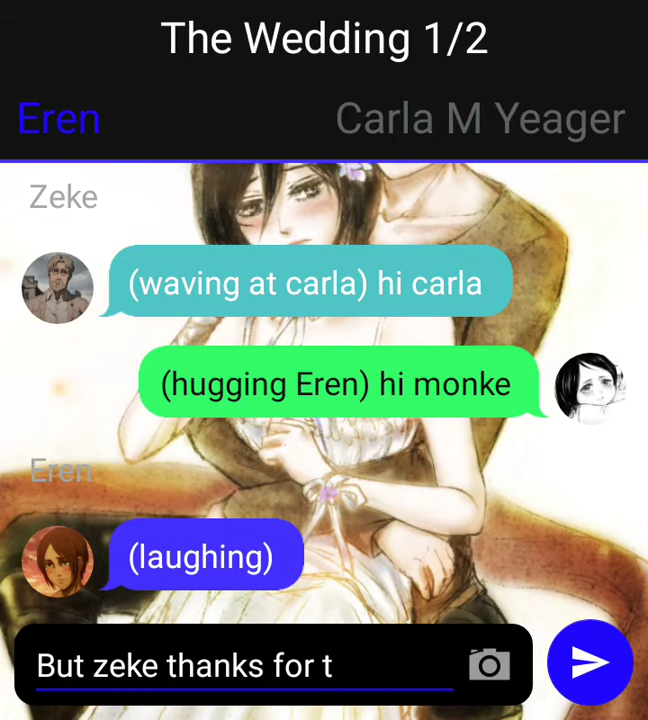 The Wedding 1/2
Eren Carla M Yeager
Zeke
(waving at carla) hi carla
(hugging Eren) hi monke
Eren
(laughing)
But zeke thanks for t